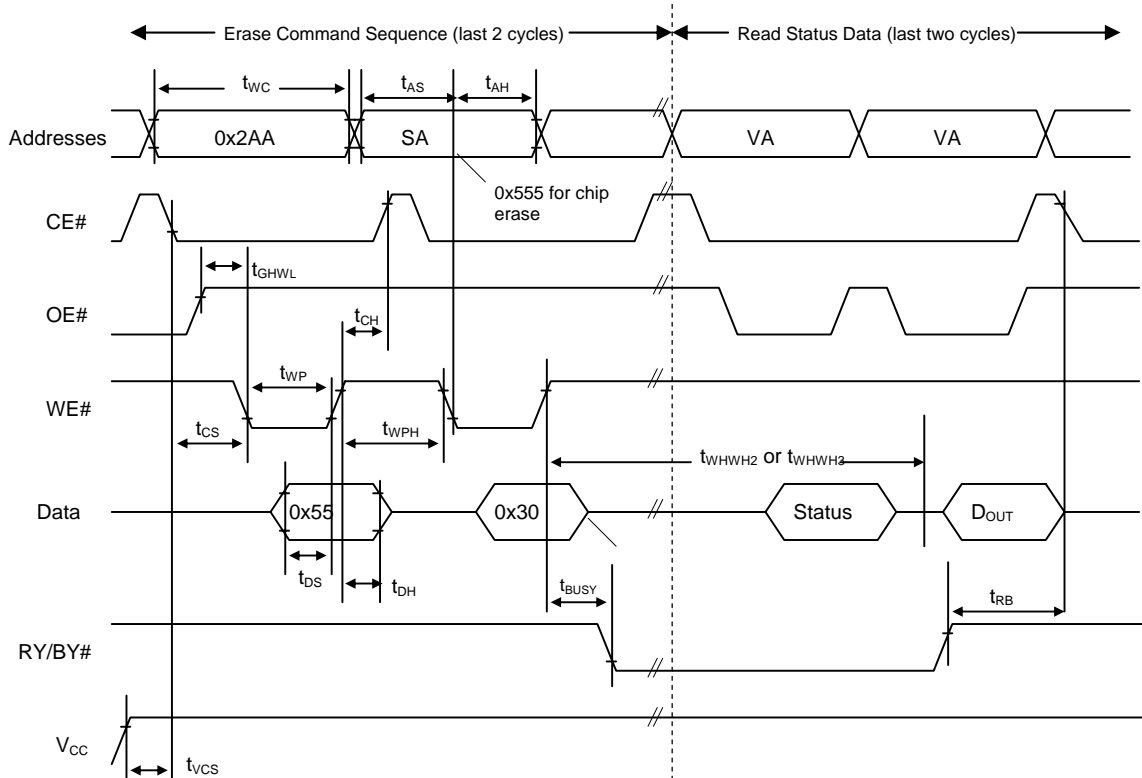 Erase Command Sequence (last 2 cycles)
Read Status Data (last two cycles)
tWC
tAS
tAH
Addresses
0x2AA
SA
VA
VA
0x555 for chip
erase
CE#
tGHWL
OE#
tCH
tWP
WE#
tCS
tWPH
tWHWH2 or tWHWH3
Data
0x55
0x30
Status
DOUT
tDS
tDH
tBUSY
tRB
RY/BY#
VCC
tVCS